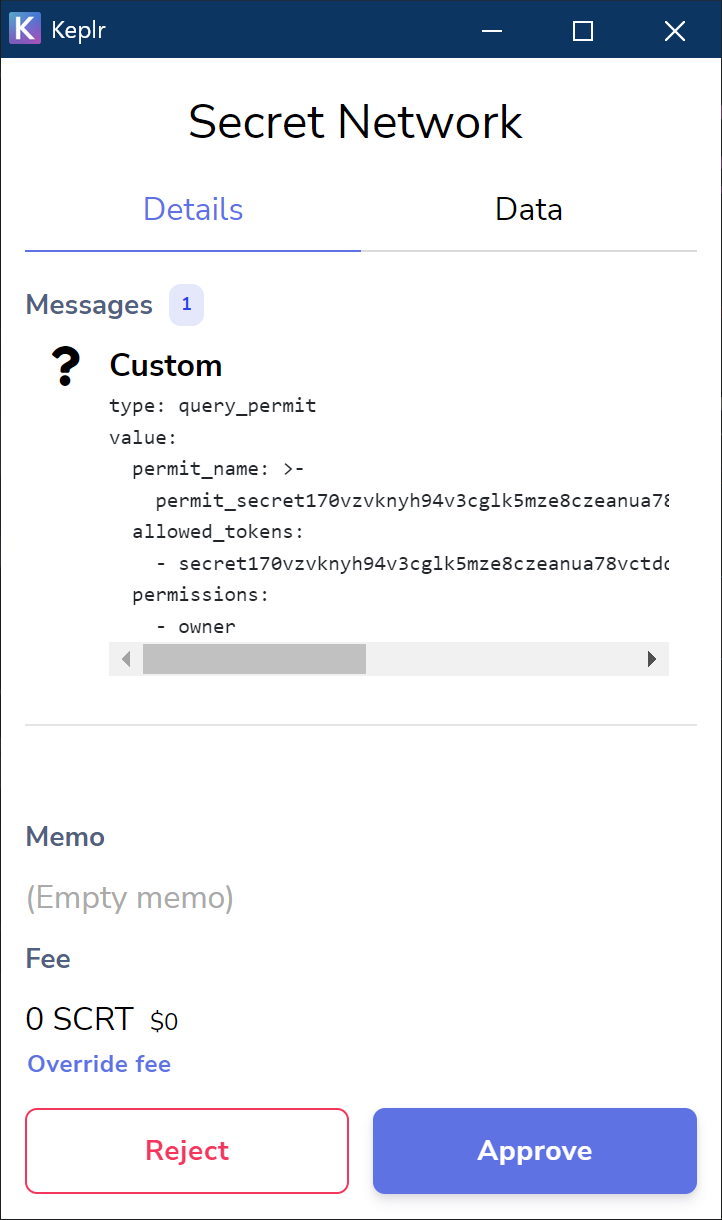 Keplr
Secret Network
Details Data
Messages 1
Custom
type: query_permit
value:
permit_name: >-
permit_secret170vzvknyh94v3cglk5mze8czeanua78
allowed_tokens:
- secret170vzvknyh94v3cglk5mze8czeanua78vctdc
permissions:
- owner
Memo
(Empty memo)
Fee
0 SCRT $0
Override fee
Reject Approve